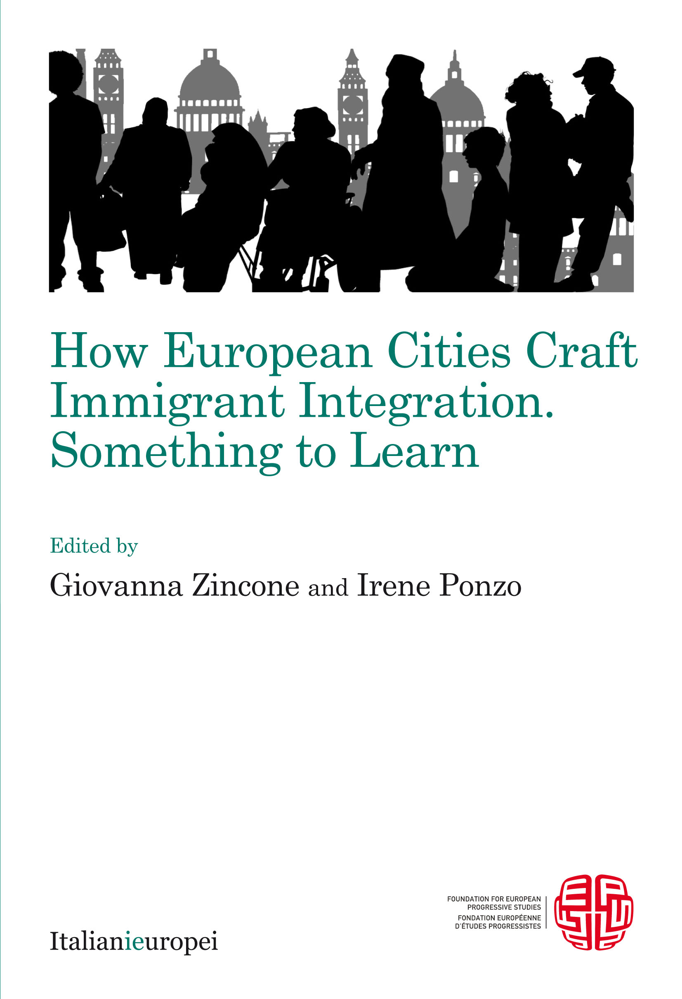 How European Cities Craft
Immigrant Integration.
Something to Learn
Edited by
Giovanna Zincone and Irene Ponzo
FOUNDATION FOR EUROPEAN
PROGRESSIVE STUDIES
FONDATION EUROPÉENNE
D'ÉTUDES PROGRESSISTES
Italianieuropei